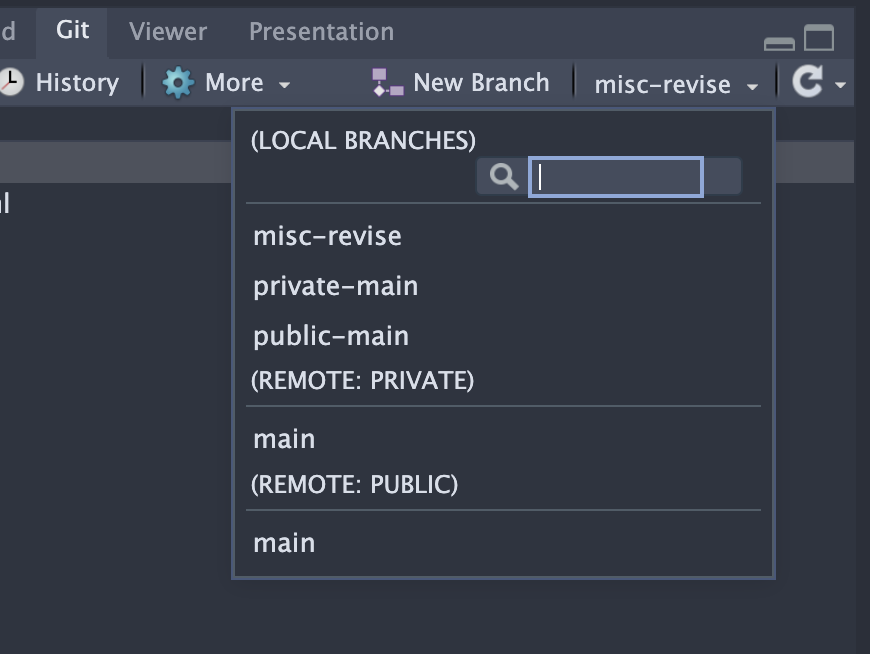 d Git Viewer Presentation
History More New Branch misc-revise
(LOCAL BRANCHES)
misc-revise
l
private-main
public-main
(REMOTE: PRIVATE)
main
(REMOTE: PUBLIC)
main